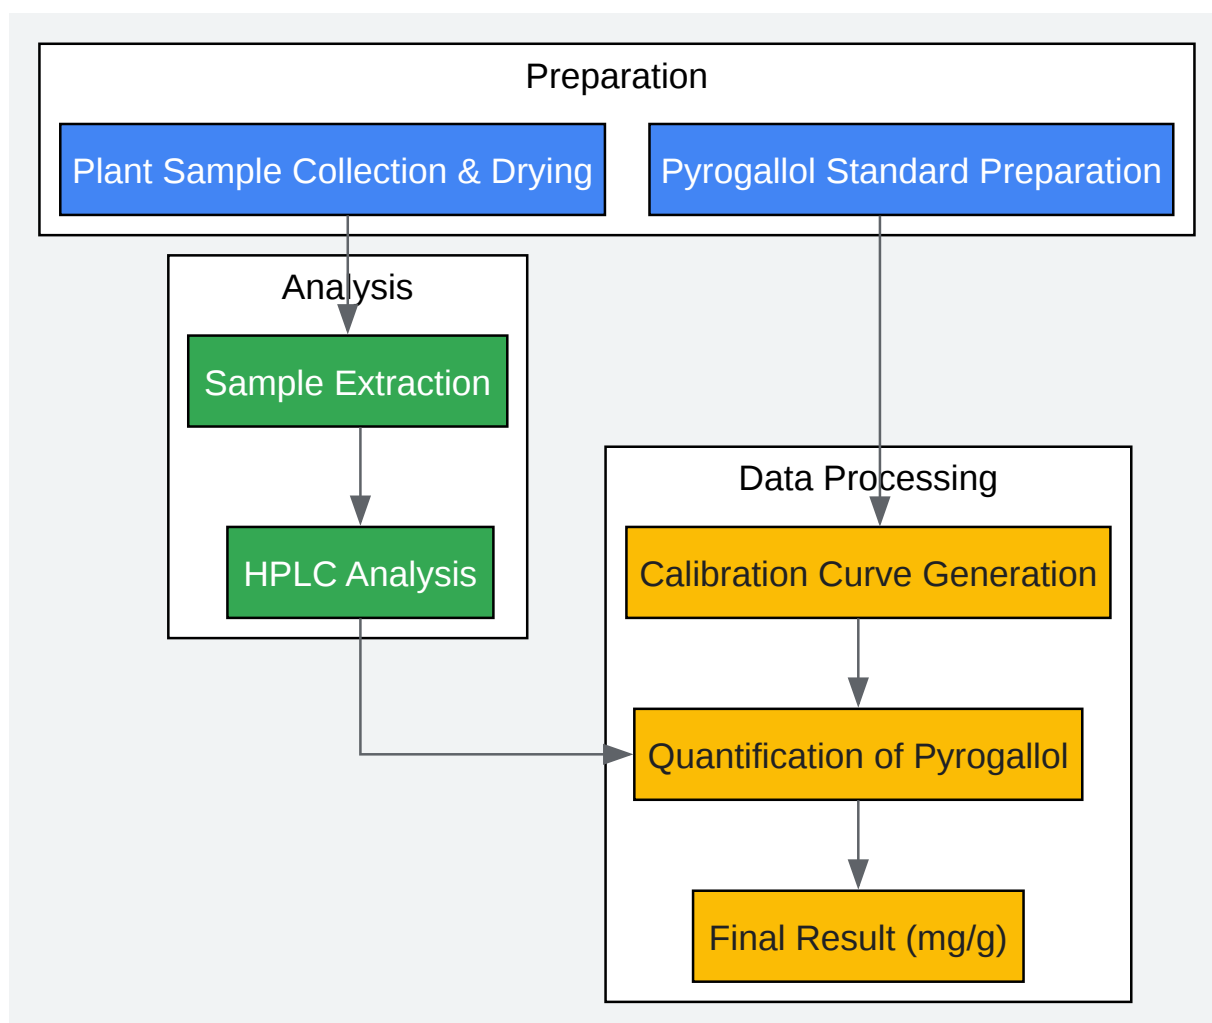 Preparation
Plant Sample Collection & Drying
Pyrogallol Standard Preparation
Analysis
Sample Extraction
HPLC Analysis
Data Processing
Calibration Curve Generation
Quantification of Pyrogallol
Final Result (mg/g)